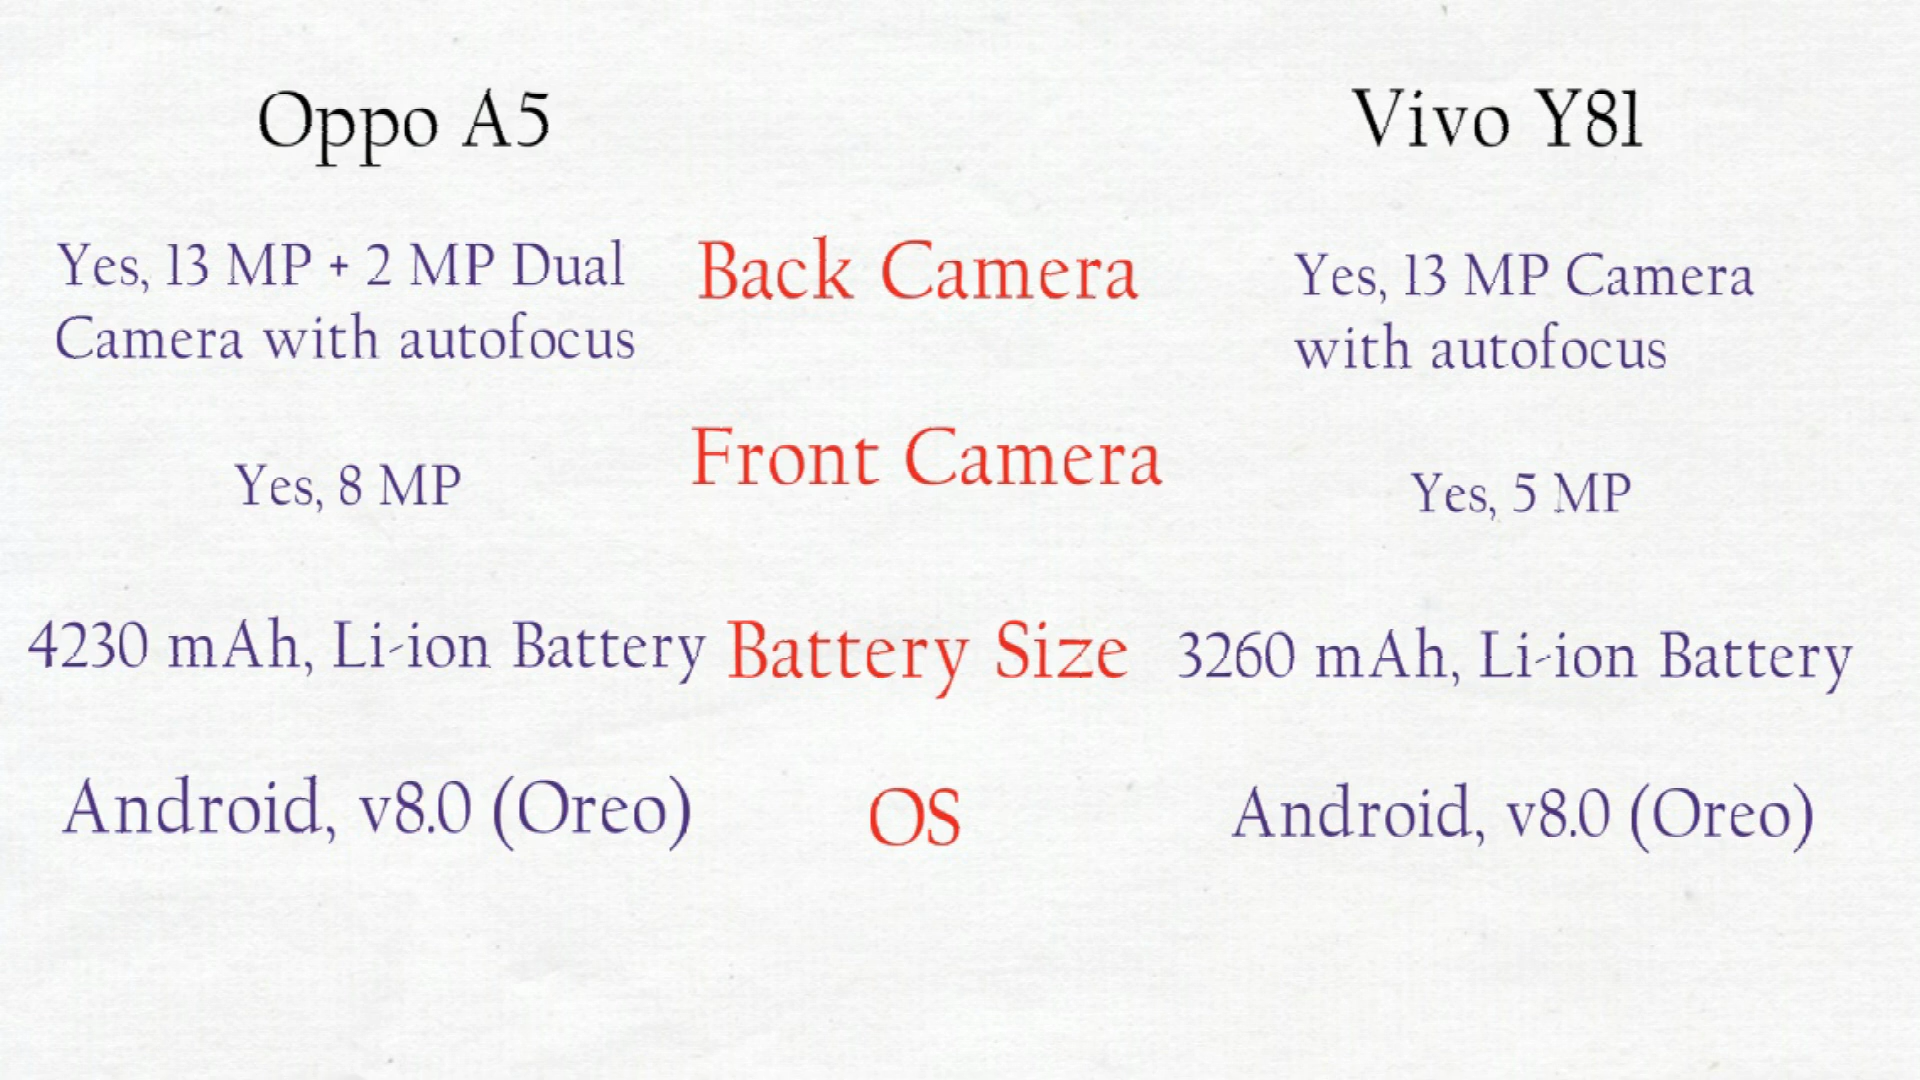 Oppo A5
Vivo Y81
Yes, 13 MP + 2 MP Dual
Camera with autofocus
Back Camera
Yes, 13 MP Camera
with autofocus
Yes, 8 MP
Front Camera
Yes, 5 MP
4230 mAh, Li-ion Battery
Battery Size
3260 mAh, Li-ion Battery
Android, v8.0 (Oreo)
OS
Android, v8.0 (Oreo)